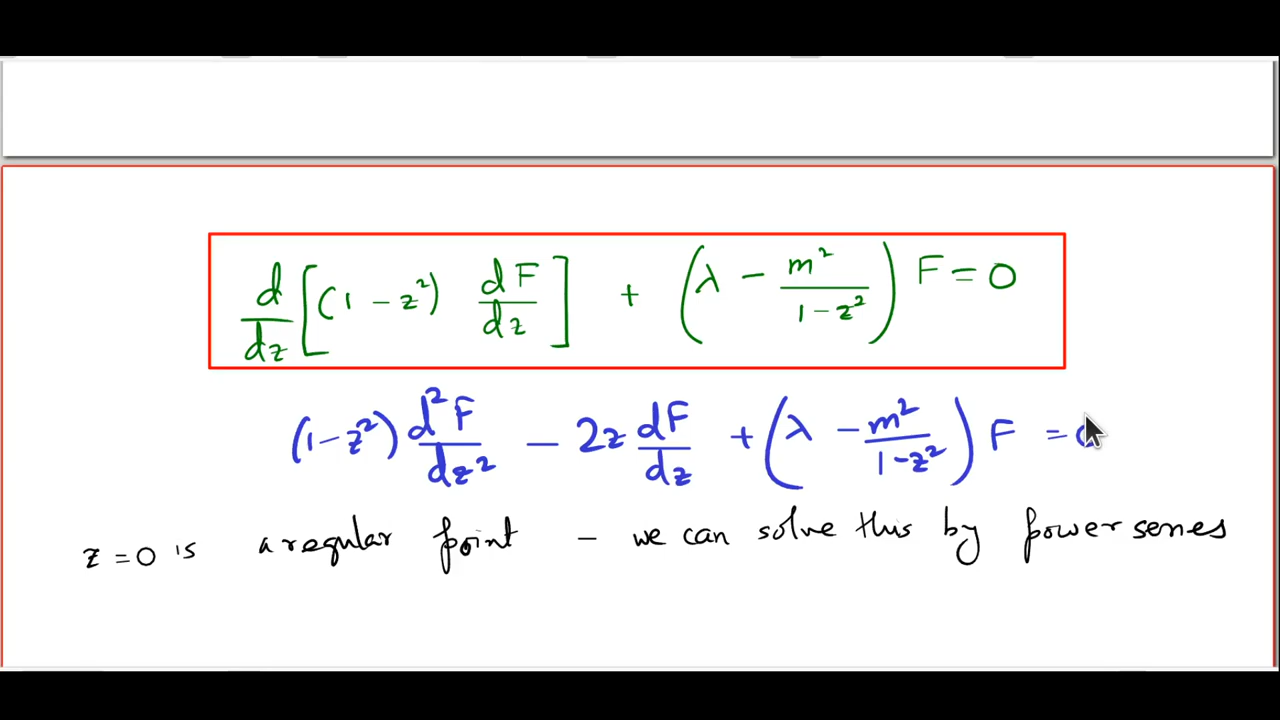 d/dz [(1 - z²) dF/dz] + (λ - m²/(1 - z²)) F = 0
(1 - z²) d²F/dz² - 2z dF/dz + (λ - m²/(1 - z²)) F = 0
z = 0 is a regular point - we can solve this by power series